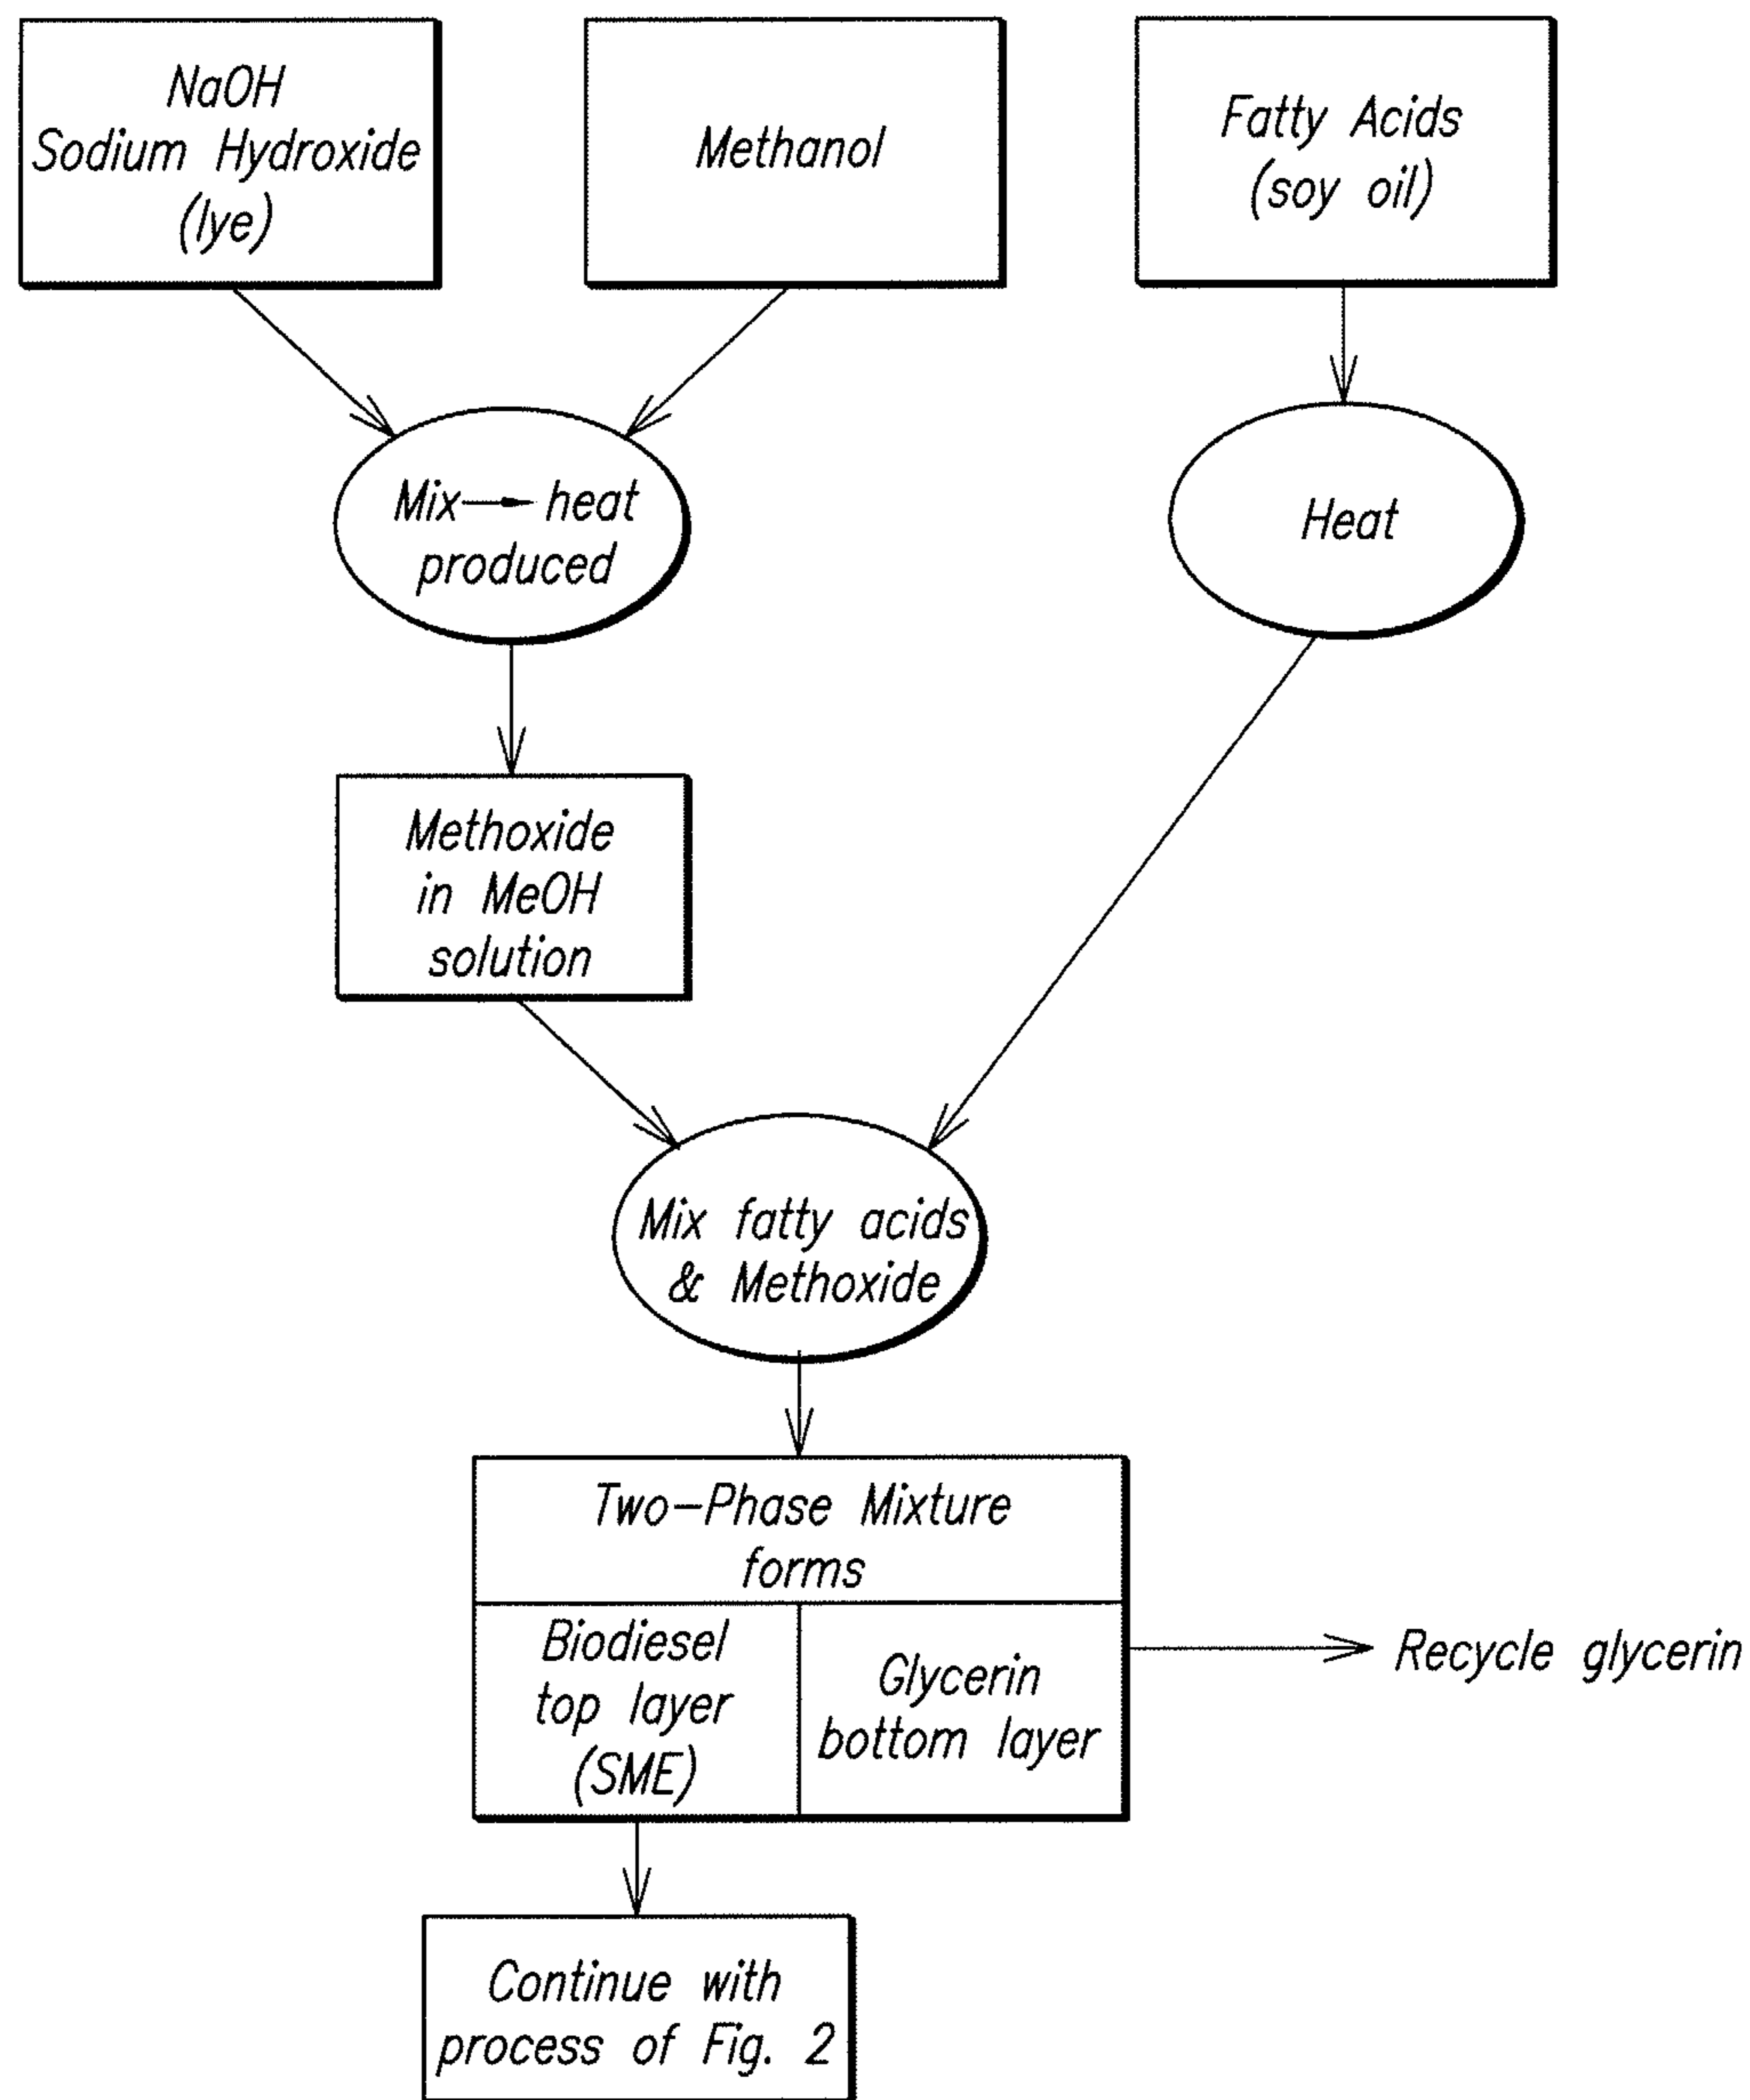 NaOH
Sodium Hydroxide
(lye)
Methanol
Fatty Acids
(soy oil)
Mix→heat
produced
Heat
Methoxide
in MeOH
solution
Mix fatty acids
& Methoxide
Two-Phase Mixture
forms
Biodiesel
top layer
(SME)
Glycerin
bottom layer
Recycle glycerin
Continue with
process of Fig. 2